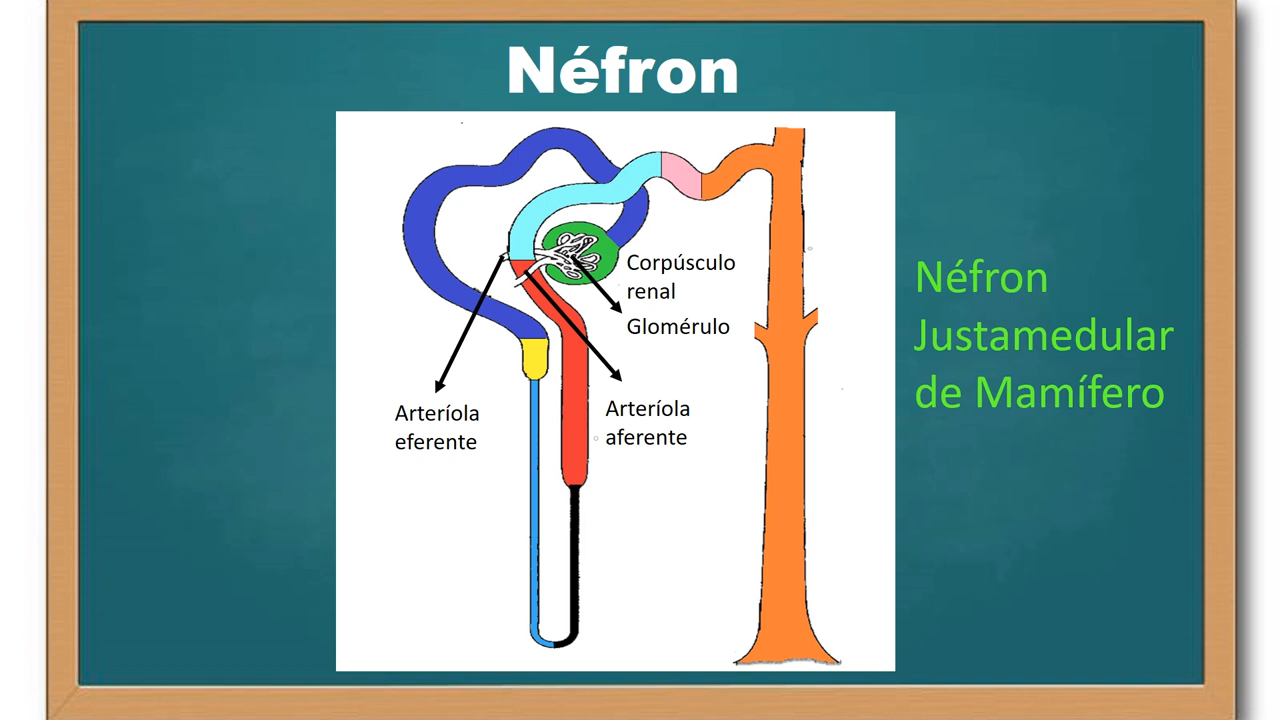 Néfron
Corpúsculo
renal
Glomérulo
Arteríola
eferente
Arteríola
aferente
Néfron
Justamedular
de Mamífero